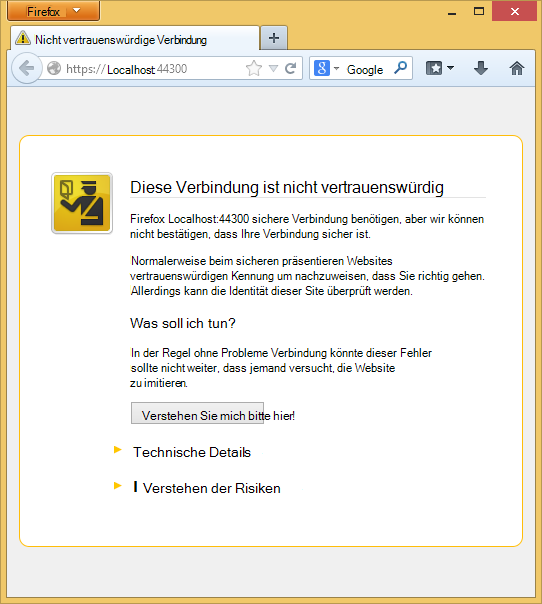 Firefox
Nicht vertrauenswürdige Verbindung
https://Localhost:44300
Google
Diese Verbindung ist nicht vertrauenswürdig
Firefox Localhost:44300 sichere Verbindung benötigen, aber wir können
nicht bestätigen, dass Ihre Verbindung sicher ist.
Normalerweise beim sicheren präsentieren Websites
vertrauenswürdigen Kennung um nachzuweisen, dass Sie richtig gehen.
Allerdings kann die Identität dieser Site überprüft werden.
Was soll ich tun?
In der Regel ohne Probleme Verbindung könnte dieser Fehler
sollte nicht weiter, dass jemand versucht, die Website
zu imitieren.
Verstehen Sie mich bitte hier!
Technische Details
I Verstehen der Risiken